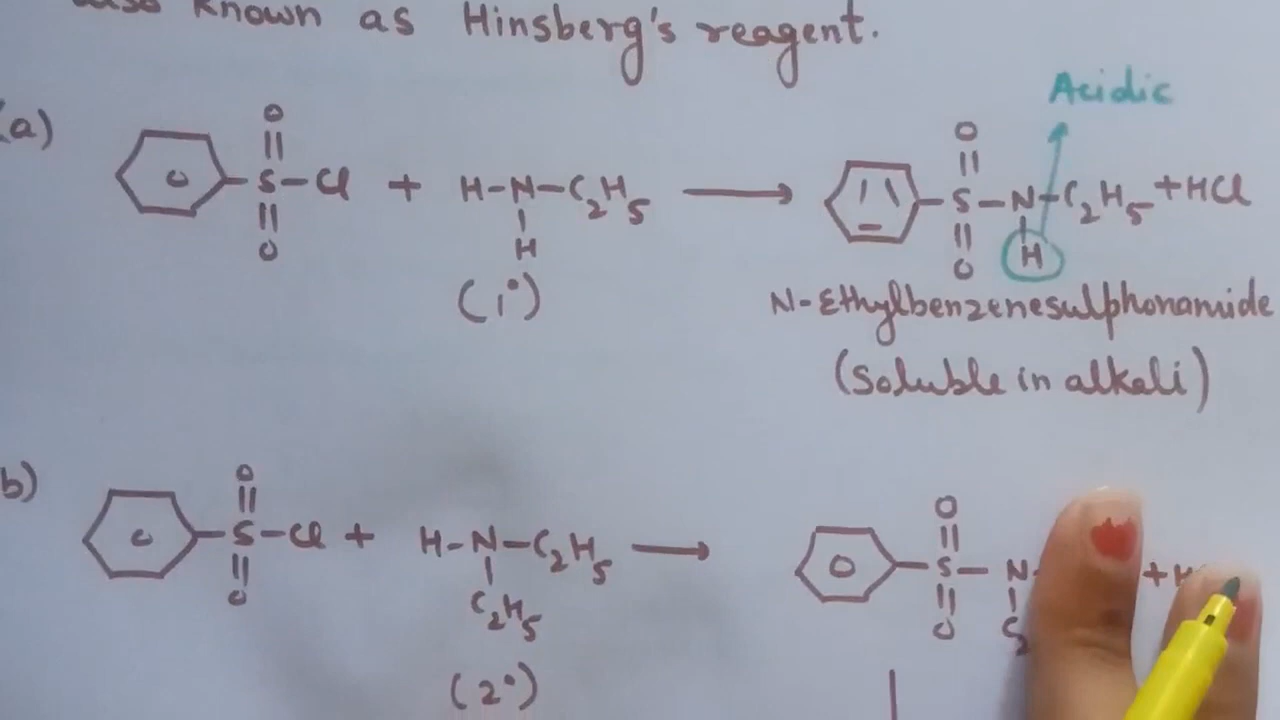 known as Hinsberg's reagent.
Acidic
(a)
O
||
S-Cl + H-N-C2H5 ⟶ S-N-C2H5 +HCl
||
O
H
(1°)
O
||
||
O
H
N-Ethylbenzenesulphonamide
(Soluble in alkali)
b)
O
||
S-Cl + H-N-C2H5 ⟶ S-N-
||
O
C2H5
(2°)
O
||
||
O